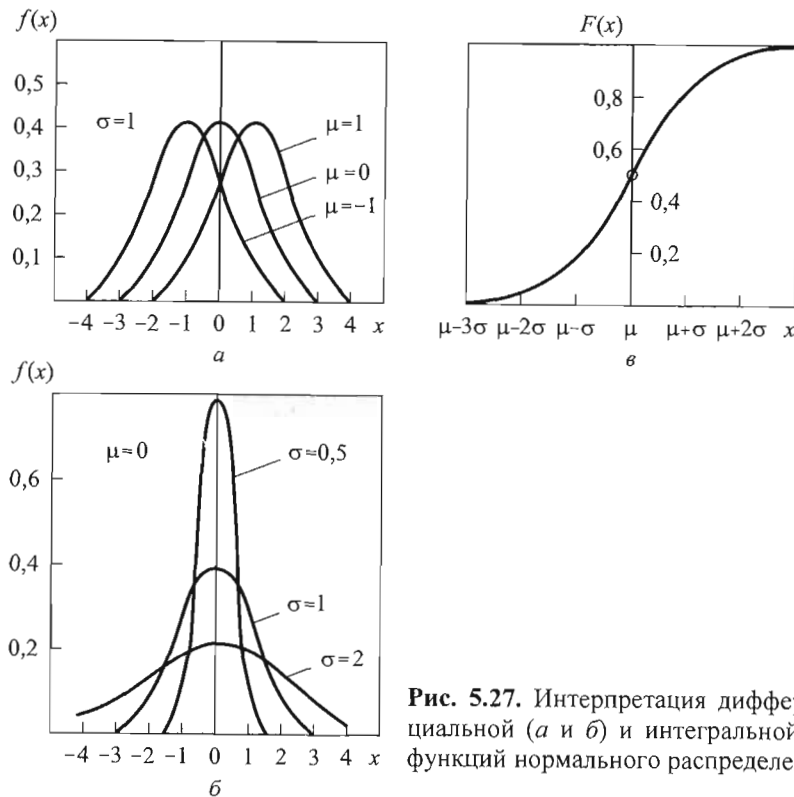 f(x)
0,5
0,4
0,3
0,2
0,1
σ=1
μ=1
μ=0
μ=-1
-4 -3 -2 -1 0 1 2 3 4 x
а
F(x)
0,8
0,6
0,4
0,2
μ-3σ μ-2σ μ-σ μ μ+σ μ+2σ x
в
f(x)
μ=0
0,6
0,4
0,2
σ=0,5
σ=1
σ=2
-4 -3 -2 -1 0 1 2 3 4 x
б
Рис. 5.27. Интерпретация диффе
циальной (а и б) и интегральной
функций нормального распределе